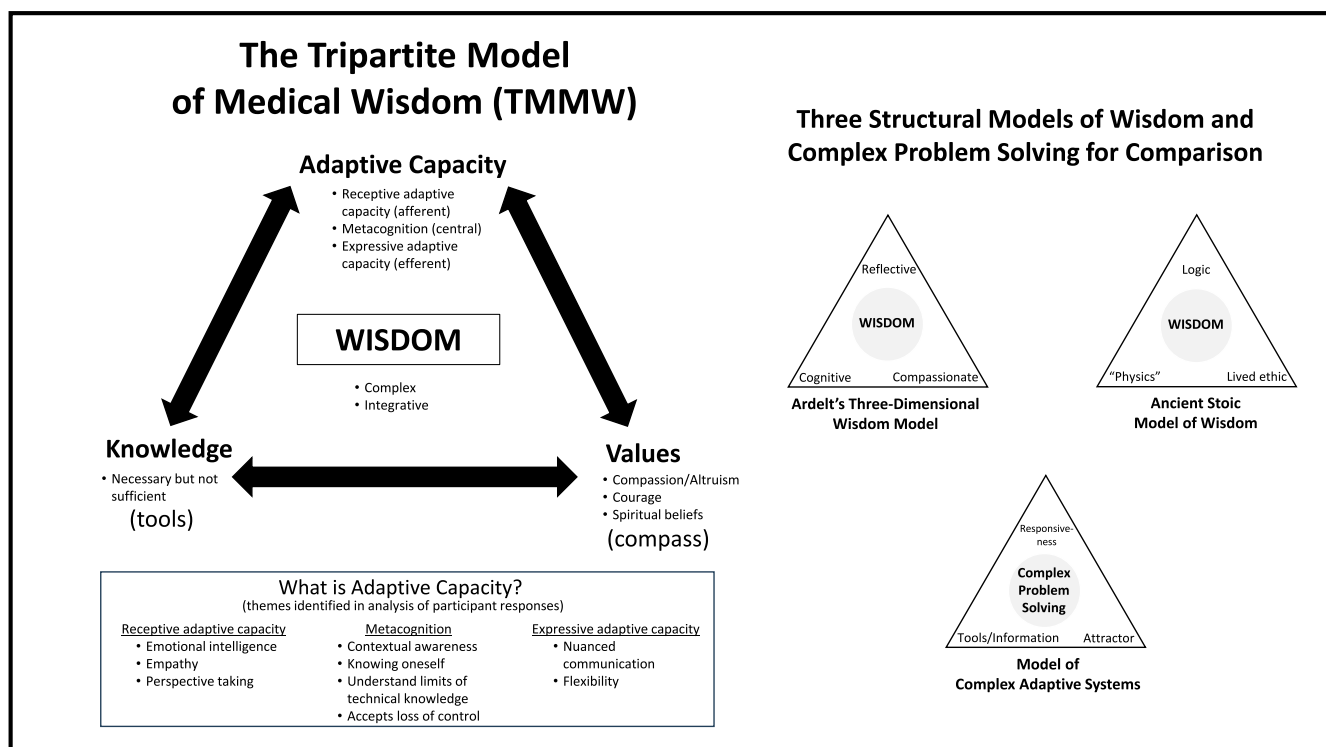 The Tripartite Model
of Medical Wisdom (TMMW)
Adaptive Capacity
• Receptive adaptive
capacity (afferent)
• Metacognition (central)
• Expressive adaptive
capacity (efferent)
WISDOM
• Complex
• Integrative
Knowledge
• Necessary but not
sufficient
(tools)
Values
• Compassion/Altruism
• Courage
• Spiritual beliefs
(compass)
What is Adaptive Capacity?
(themes identified in analysis of participant responses)
Receptive adaptive capacity
• Emotional intelligence
• Empathy
• Perspective taking
Metacognition
• Contextual awareness
• Knowing oneself
• Understand limits of
technical knowledge
• Accepts loss of control
Expressive adaptive capacity
• Nuanced
communication
• Flexibility
Three Structural Models of Wisdom and
Complex Problem Solving for Comparison
Reflective
WISDOM
Cognitive
Compassionate
Ardelt’s Three-Dimensional
Wisdom Model
Logic
WISDOM
“Physics”
Lived ethic
Ancient Stoic
Model of Wisdom
Responsive-
ness
Complex
Problem
Solving
Tools/Information
Attractor
Model of
Complex Adaptive Systems